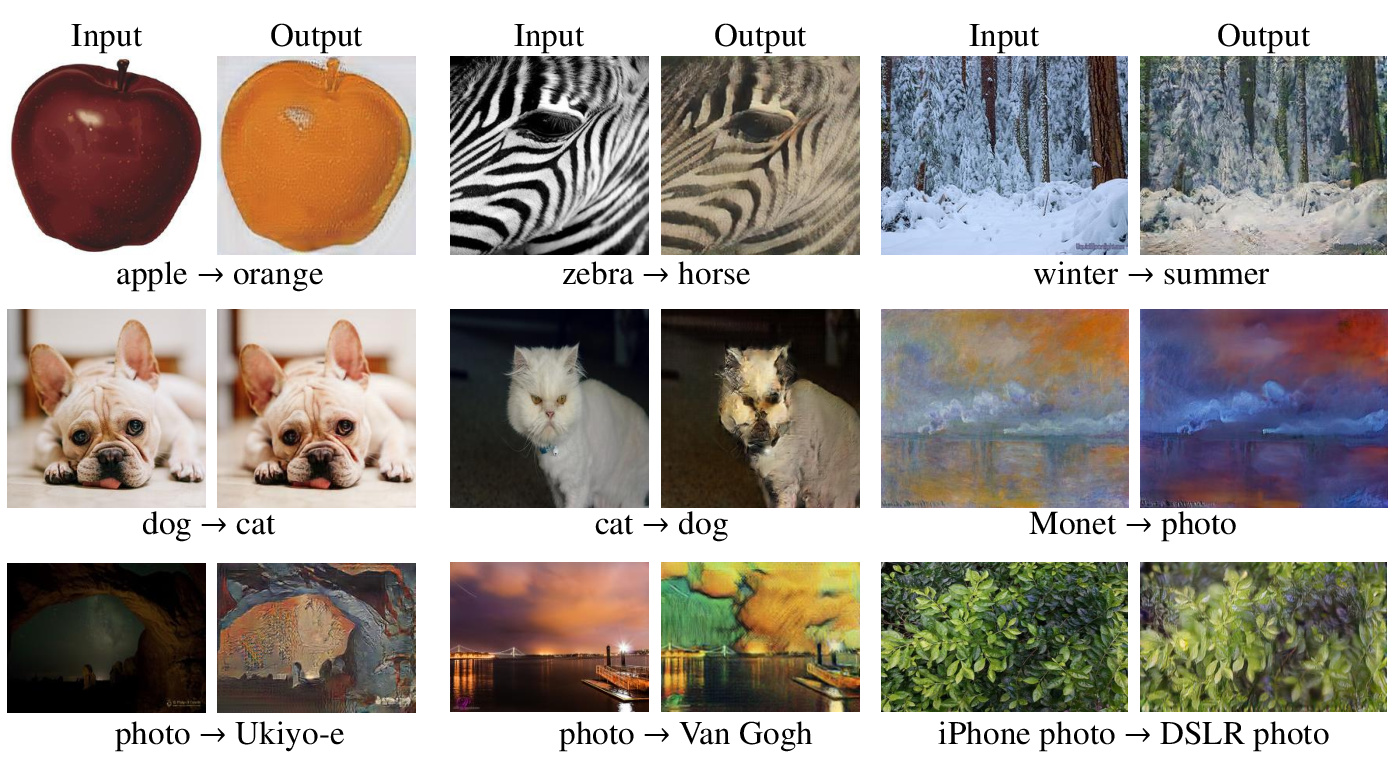 Input Output Input Output Input Output
apple → orange zebra → horse winter → summer
dog → cat cat → dog Monet → photo
photo → Ukiyo-e photo → Van Gogh iPhone photo → DSLR photo